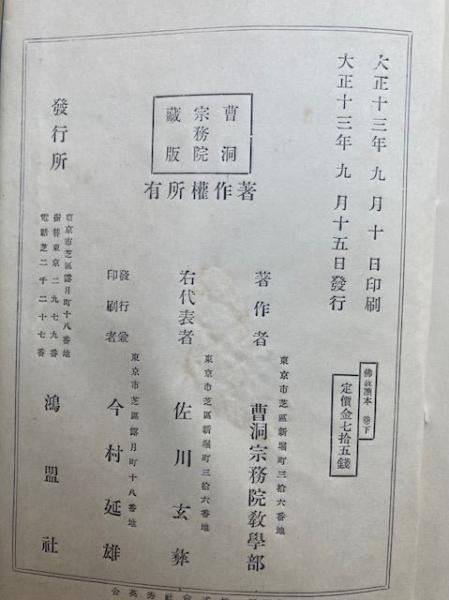 大正十三年九月十日印刷
大正十三年九月十五日發行
佛敎讀本 卷下
定價金七拾五錢
曹洞
宗務院
藏版
著作權所有
東京市芝區新堀町三拾六番地
著作者 曹洞宗務院敎學部
東京市芝區新堀町三拾六番地
右代表者 佐川玄彝
東京市芝區露月町十八番地
發行兼
印刷者 今村延雄
發行所
東京市芝區露月町十八番地
振替東京二九七九番
電話芝二千二十七番
鴻盟社